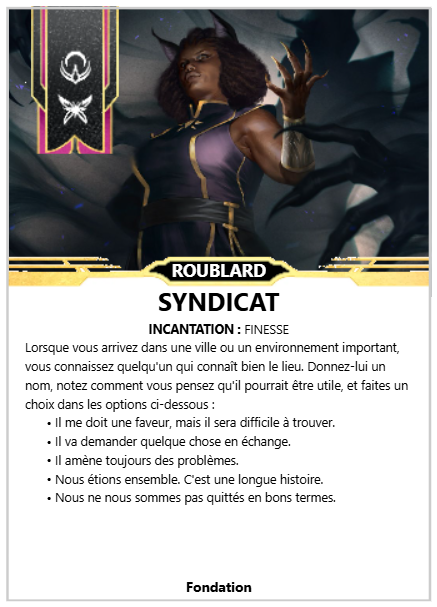 ROUBLARD
SYNDICAT
INCANTATION : FINESSE
Lorsque vous arrivez dans une ville ou un environnement important,
vous connaissez quelqu'un qui connaît bien le lieu. Donnez-lui un
nom, notez comment vous pensez qu'il pourrait être utile, et faites un
choix dans les options ci-dessous :
• Il me doit une faveur, mais il sera difficile à trouver.
• Il va demander quelque chose en échange.
• Il amène toujours des problèmes.
• Nous étions ensemble. C'est une longue histoire.
• Nous ne nous sommes pas quittés en bons termes.
Fondation